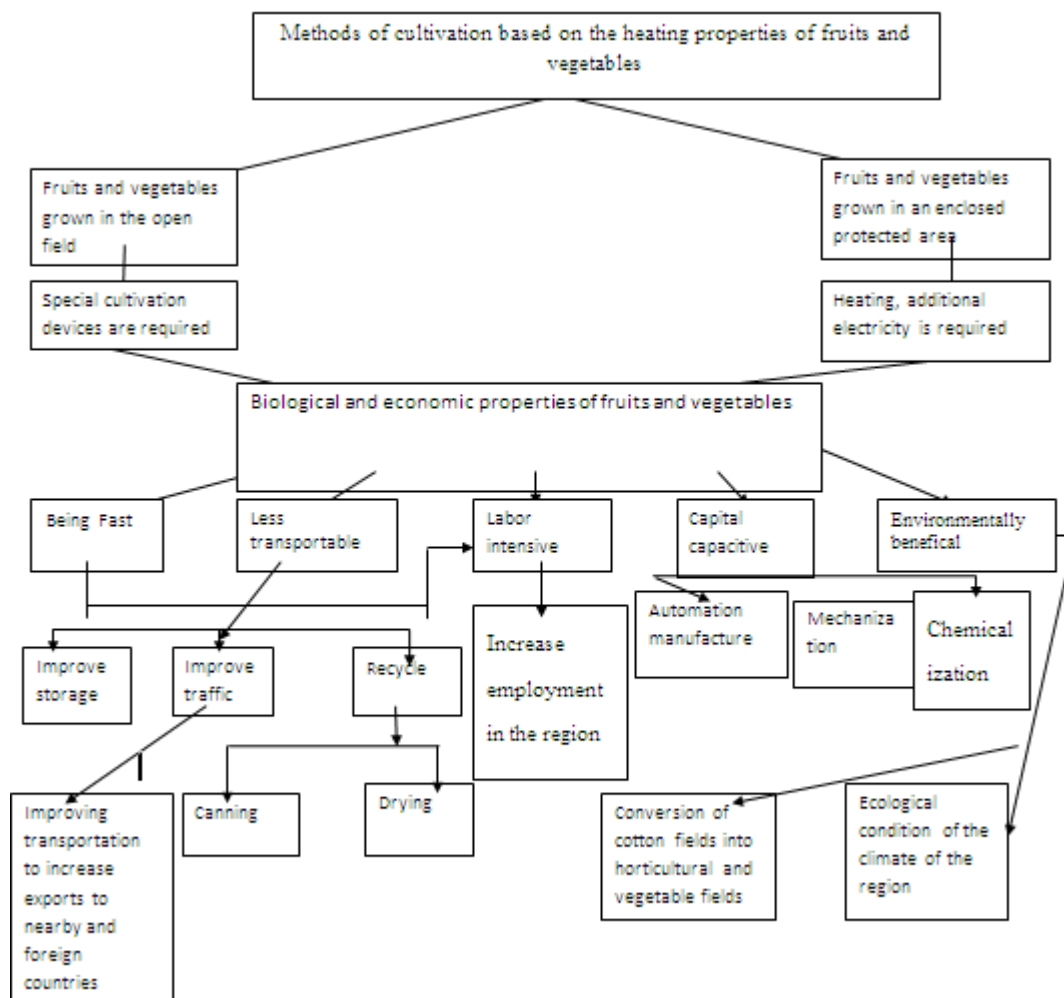 Methods of cultivation based on the heating properties of fruits and
vegetables
Fruits and vegetables
grown in the open
field
Fruits and vegetables
grown in an enclosed
protected area
Special cultivation
devices are required
Heating, additional
electricity is required
Biological and economic properties of fruits and vegetables
Being Fast
Less
transportable
Labor
intensive
Capital
capacitive
Environmentally
benefical
Improve
storage
Improve
traffic
Recycle
Increase
employment
in the region
Automation
manufacture
Mechaniza
tion
Chemical
ization
Improving
transportation
to increase
exports to
nearby and
foreign
countries
Canning
Drying
Conversion of
cotton fields into
horticultural and
vegetable fields
Ecological
condition of the
climate of the
region